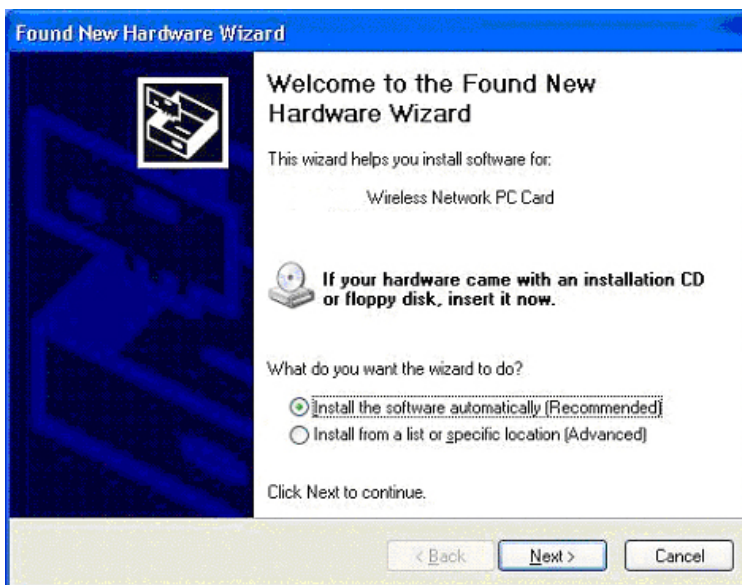 Found New Hardware Wizard
Welcome to the Found New
Hardware Wizard
This wizard helps you install software for:
Wireless Network PC Card
If your hardware came with an installation CD
or floppy disk, insert it now.
What do you want the wizard to do?
Install the software automatically (Recommended)
Install from a list or specific location (Advanced)
Click Next to continue.
< Back Next > Cancel